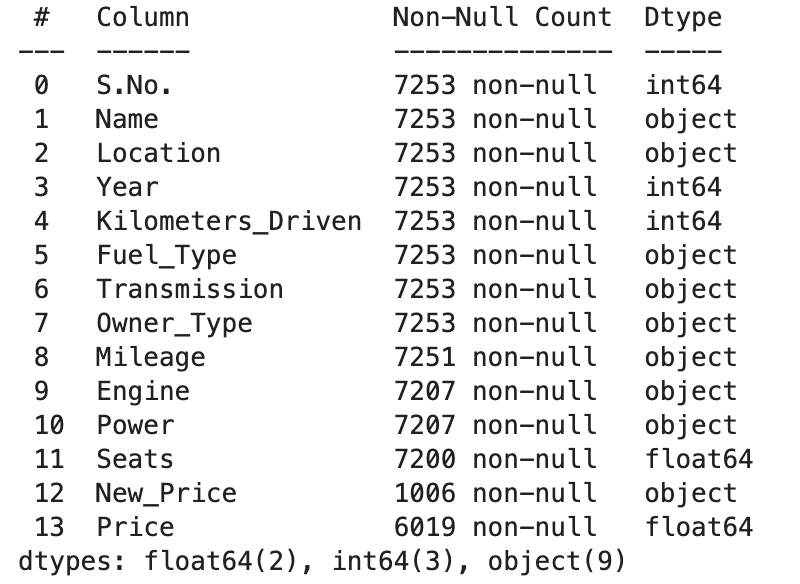 #   Column             Non-Null Count  Dtype
---  ------             --------------  -----
0   S.No.              7253 non-null   int64
1   Name               7253 non-null   object
2   Location           7253 non-null   object
3   Year               7253 non-null   int64
4   Kilometers_Driven  7253 non-null   int64
5   Fuel_Type          7253 non-null   object
6   Transmission       7253 non-null   object
7   Owner_Type         7253 non-null   object
8   Mileage            7251 non-null   object
9   Engine             7207 non-null   object
10  Power              7207 non-null   object
11  Seats              7200 non-null   float64
12  New_Price          1006 non-null   object
13  Price              6019 non-null   float64
dtypes: float64(2), int64(3), object(9)